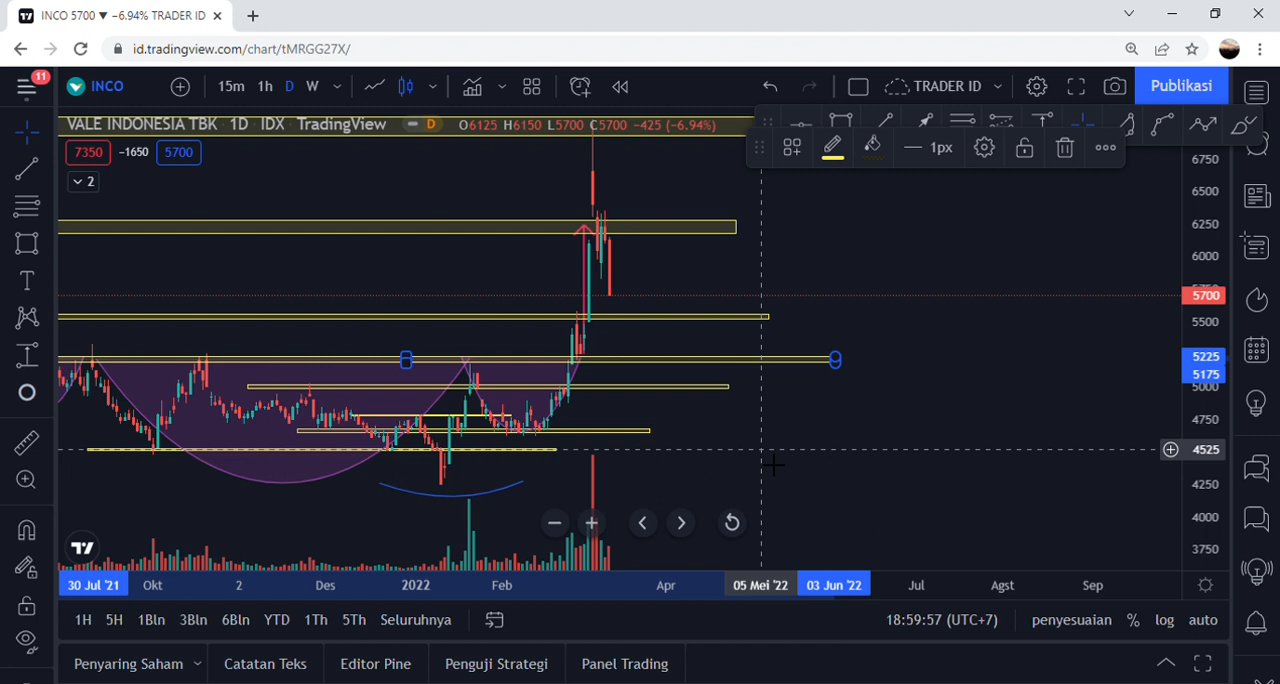 INCO 5700 ▼ −6.94% TRADER ID
id.tradingview.com/chart/tMRGG27X/
11
INCO
15m 1h D W
TRADER ID
Publikasi
VALE INDONESIA TBK · 1D · IDX · TradingView
D
O6125 H6150 L5700 C5700 −425 (−6.94%)
7350 −1650 5700
2
1px
6750
6500
6250
6000
5700
5500
5225
5175
5000
4750
4525
4250
4000
3750
30 Jul '21 Okt 2 Des 2022 Feb Apr 05 Mei '22 03 Jun '22 Jul Agst Sep
1H 5H 1Bln 3Bln 6Bln YTD 1Th 5Th Seluruhnya
18:59:57 (UTC+7) penyesuaian % log auto
Penyaring Saham Catatan Teks Editor Pine Penguji Strategi Panel Trading